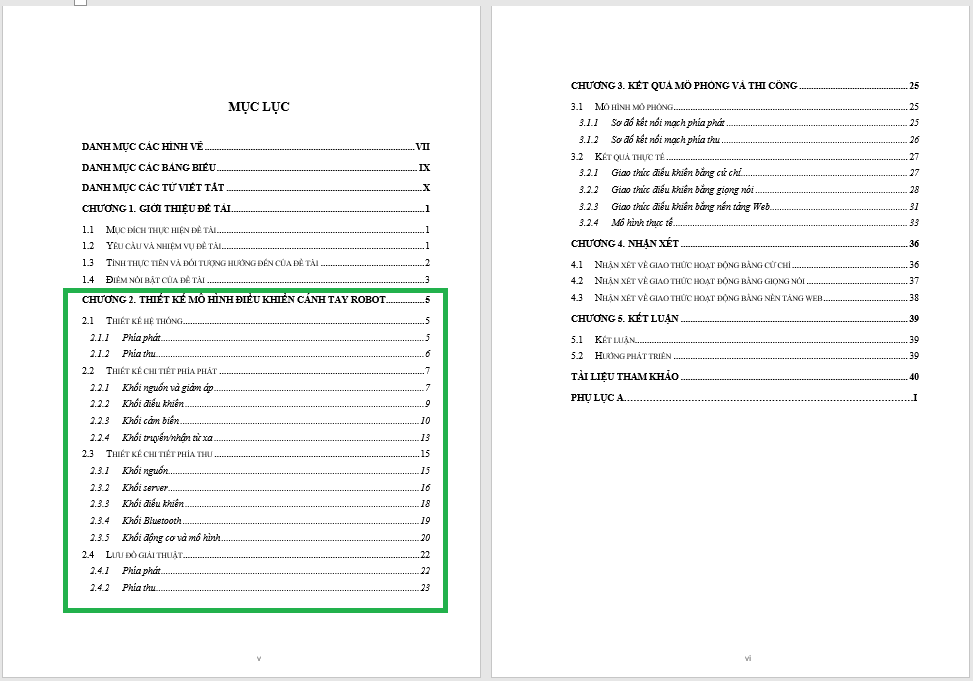 MỤC LỤC
DANH MỤC CÁC HÌNH VẼ VII
DANH MỤC CÁC BẢNG BIỂU IX
DANH MỤC CÁC TỪ VIẾT TẮT X
CHƯƠNG 1. GIỚI THIỆU ĐỀ TÀI 1
1.1 MỤC ĐÍCH THỰC HIỆN ĐỀ TÀI 1
1.2 YÊU CẦU VÀ NHIỆM VỤ ĐỀ TÀI 1
1.3 TÍNH THỰC TIỄN VÀ ĐỐI TƯỢNG HƯỚNG ĐẾN CỦA ĐỀ TÀI 2
1.4 ĐIỂM NỔI BẬT CỦA ĐỀ TÀI 3
CHƯƠNG 2. THIẾT KẾ MÔ HÌNH ĐIỀU KHIỂN CÁNH TAY ROBOT 5
2.1 THIẾT KẾ HỆ THỐNG 5
2.1.1 Phía phát 5
2.1.2 Phía thu 6
2.2 THIẾT KẾ CHI TIẾT PHÍA PHÁT 7
2.2.1 Khối nguồn và giảm áp 7
2.2.2 Khối điều khiển 9
2.2.3 Khối cảm biến 10
2.2.4 Khối truyền/nhận từ xa 13
2.3 THIẾT KẾ CHI TIẾT PHÍA THU 15
2.3.1 Khối nguồn 15
2.3.2 Khối server 16
2.3.3 Khối điều khiển 18
2.3.4 Khối Bluetooth 19
2.3.5 Khối động cơ và mô hình 20
2.4 LƯU ĐỒ GIẢI THUẬT 22
2.4.1 Phía phát 22
2.4.2 Phía thu 23
v
CHƯƠNG 3. KẾT QUẢ MÔ PHỎNG VÀ THI CÔNG 25
3.1 MÔ HÌNH MÔ PHỎNG 25
3.1.1 Sơ đồ kết nối mạch phía phát 25
3.1.2 Sơ đồ kết nối mạch phía thu 26
3.2 KẾT QUẢ THỰC TẾ 27
3.2.1 Giao thức điều khiển bằng cử chỉ 27
3.2.2 Giao thức điều khiển bằng giọng nói 28
3.2.3 Giao thức điều khiển bằng nền tảng Web 31
3.2.4 Mô hình thực tế 33
CHƯƠNG 4. NHẬN XÉT 36
4.1 NHẬN XÉT VỀ GIAO THỨC HOẠT ĐỘNG BẰNG CỬ CHỈ 36
4.2 NHẬN XÉT VỀ GIAO THỨC HOẠT ĐỘNG BẰNG GIỌNG NÓI 37
4.3 NHẬN XÉT VỀ GIAO THỨC HOẠT ĐỘNG BẰNG NỀN TẢNG WEB 38
CHƯƠNG 5. KẾT LUẬN 39
5.1 KẾT LUẬN 39
5.2 HƯỚNG PHÁT TRIỂN 39
TÀI LIỆU THAM KHẢO 40
PHỤ LỤC A I
vi